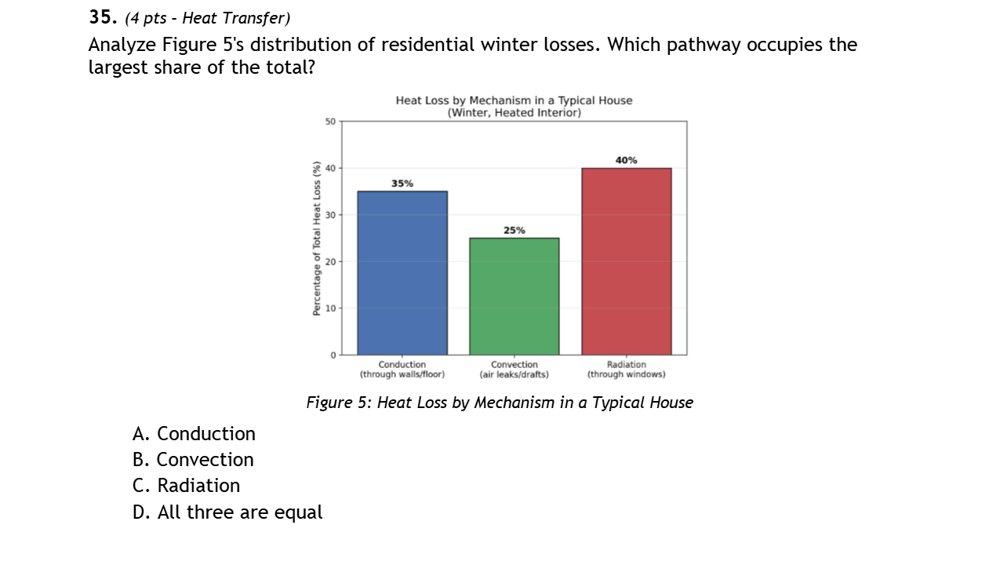 35. (4 pts - Heat Transfer)
Analyze Figure 5's distribution of residential winter losses. Which pathway occupies the
largest share of the total?
Heat Loss by Mechanism in a Typical House
(Winter, Heated Interior)
Percentage of Total Heat Loss (%)
50
40
30
20
10
0
35%
25%
40%
Conduction
(through walls/floor)
Convection
(air leaks/drafts)
Radiation
(through windows)
Figure 5: Heat Loss by Mechanism in a Typical House
A. Conduction
B. Convection
C. Radiation
D. All three are equal